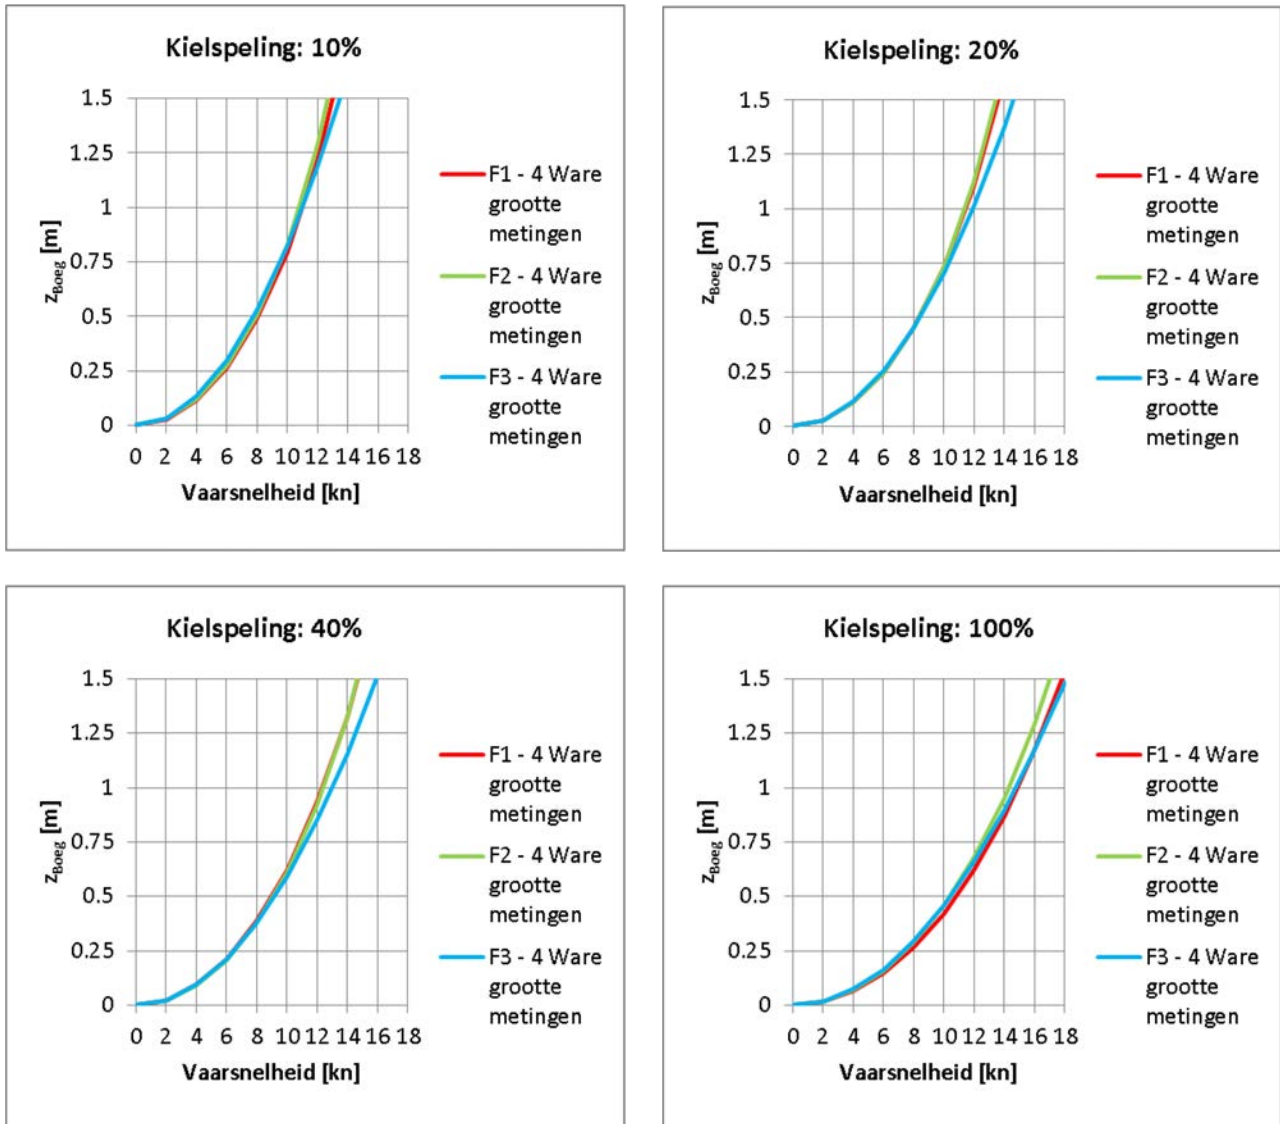 Kielspeling: 10%
1.5
1.25
1
0.75
0.5
0.25
0
zBoeg [m]
0 2 4 6 8 10 12 14 16 18
Vaarsnelheid [kn]
F1 - 4 Ware
grootte
metingen
F2 - 4 Ware
grootte
metingen
F3 - 4 Ware
grootte
metingen
Kielspeling: 20%
1.5
1.25
1
0.75
0.5
0.25
0
zBoeg [m]
0 2 4 6 8 10 12 14 16 18
Vaarsnelheid [kn]
F1 - 4 Ware
grootte
metingen
F2 - 4 Ware
grootte
metingen
F3 - 4 Ware
grootte
metingen
Kielspeling: 40%
1.5
1.25
1
0.75
0.5
0.25
0
zBoeg [m]
0 2 4 6 8 10 12 14 16 18
Vaarsnelheid [kn]
F1 - 4 Ware
grootte
metingen
F2 - 4 Ware
grootte
metingen
F3 - 4 Ware
grootte
metingen
Kielspeling: 100%
1.5
1.25
1
0.75
0.5
0.25
0
zBoeg [m]
0 2 4 6 8 10 12 14 16 18
Vaarsnelheid [kn]
F1 - 4 Ware
grootte
metingen
F2 - 4 Ware
grootte
metingen
F3 - 4 Ware
grootte
metingen